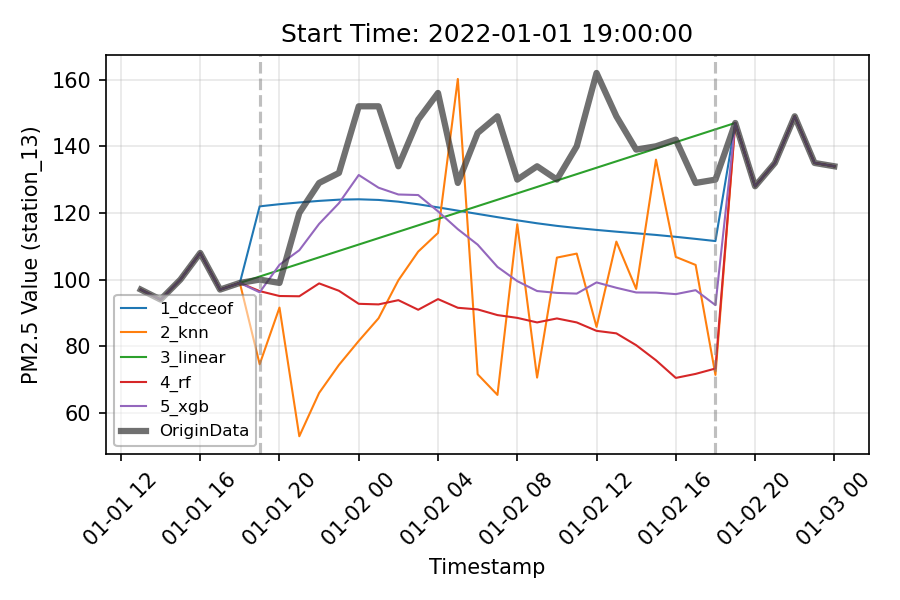 Start Time: 2022-01-01 19:00:00
PM2.5 Value (station_13)
160
140
120
100
80
60
1_dcceof
2_knn
3_linear
4_rf
5_xgb
OriginData
01-01 12
01-01 16
01-01 20
01-02 00
01-02 04
01-02 08
01-02 12
01-02 16
01-02 20
01-03 00
Timestamp